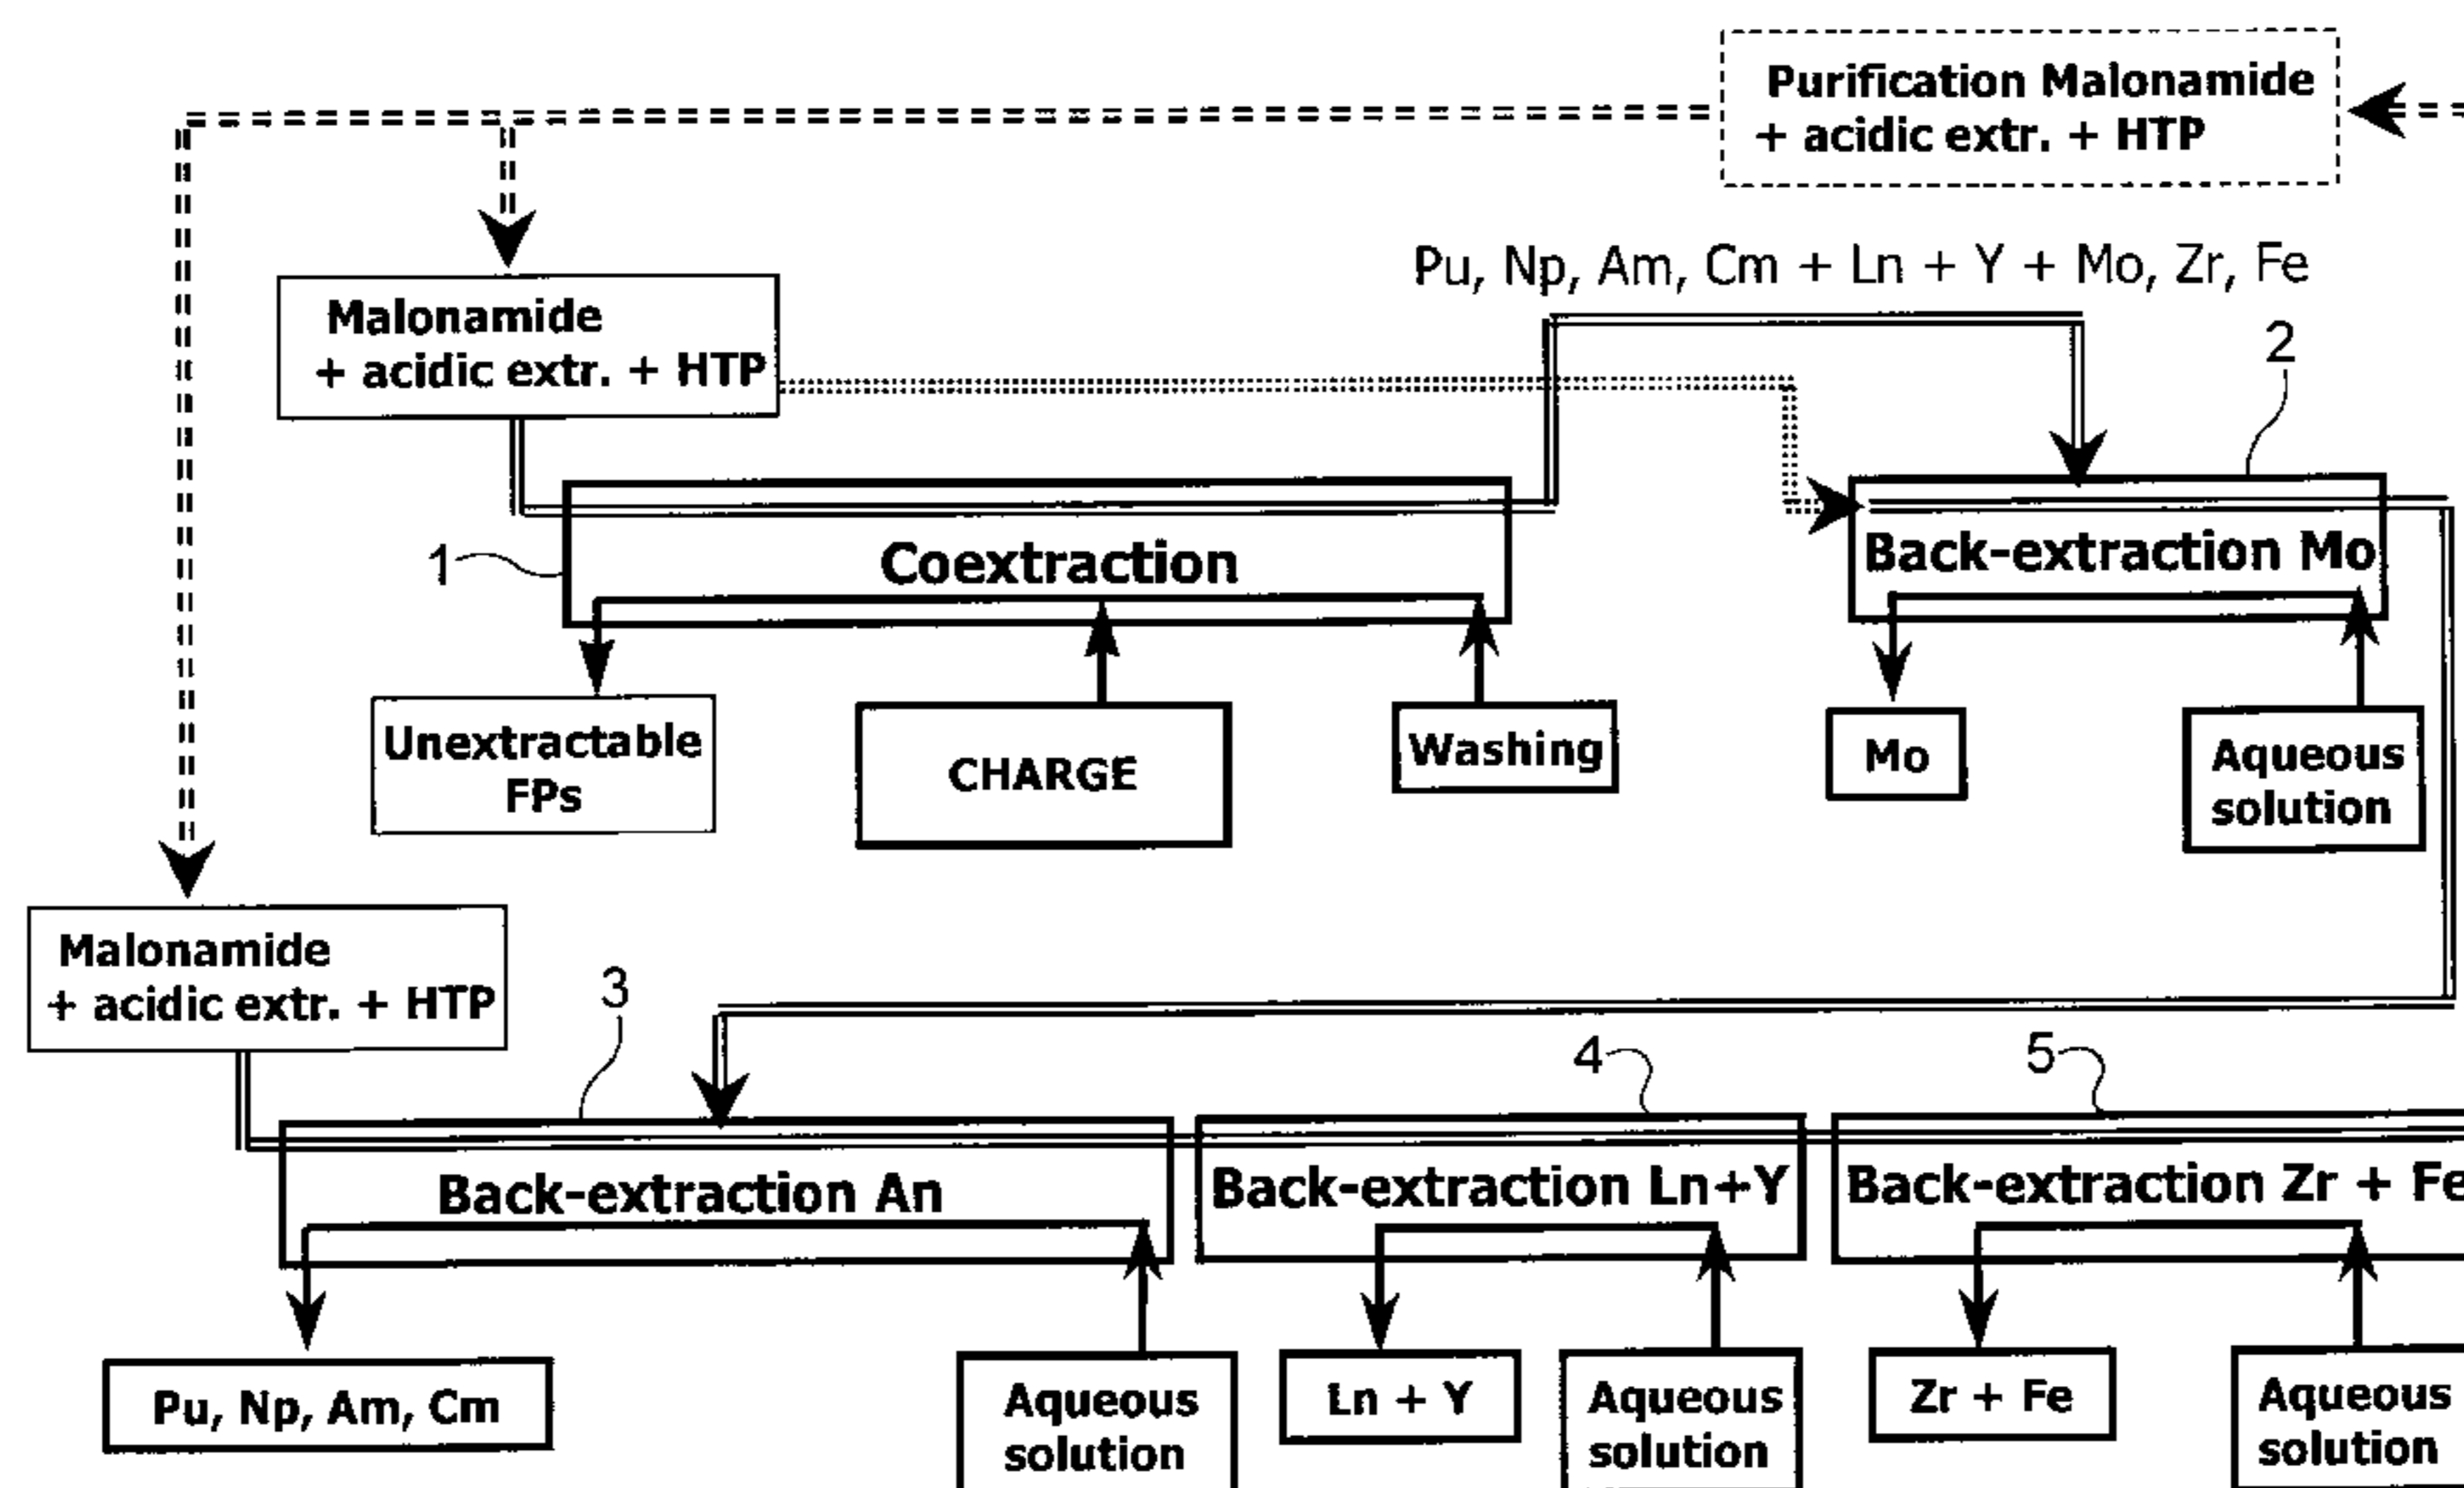 Purification Malonamide
+ acidic extr. + HTP
Pu, Np, Am, Cm + Ln + Y + Mo, Zr, Fe
Malonamide
+ acidic extr. + HTP
2
1
Coextraction
Back-extraction Mo
Unextractable
FPs
CHARGE
Washing
Mo
Aqueous
solution
Malonamide
+ acidic extr. + HTP
3
4
5
Back-extraction An
Back-extraction Ln+Y
Back-extraction Zr + Fe
Pu, Np, Am, Cm
Aqueous
solution
Ln + Y
Aqueous
solution
Zr + Fe
Aqueous
solution